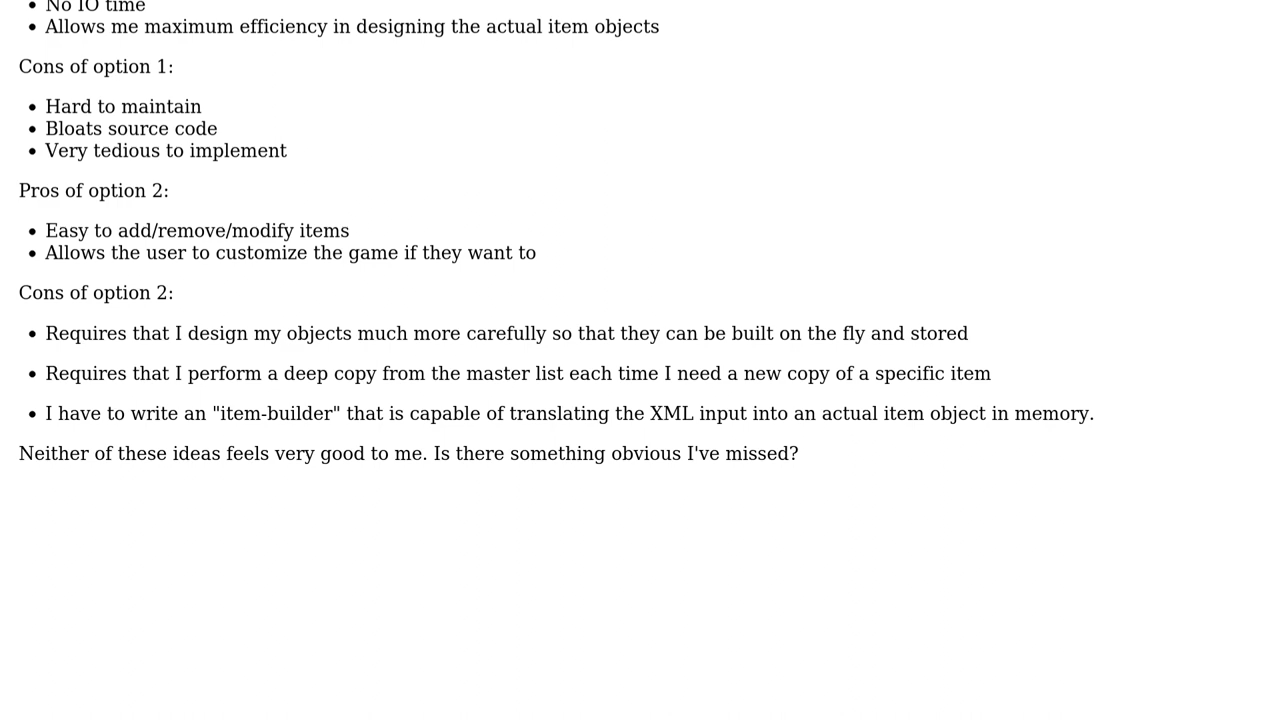 No IO time
Allows me maximum efficiency in designing the actual item objects
Cons of option 1:
Hard to maintain
Bloats source code
Very tedious to implement
Pros of option 2:
Easy to add/remove/modify items
Allows the user to customize the game if they want to
Cons of option 2:
Requires that I design my objects much more carefully so that they can be built on the fly and stored
Requires that I perform a deep copy from the master list each time I need a new copy of a specific item
I have to write an "item-builder" that is capable of translating the XML input into an actual item object in memory.
Neither of these ideas feels very good to me. Is there something obvious I've missed?